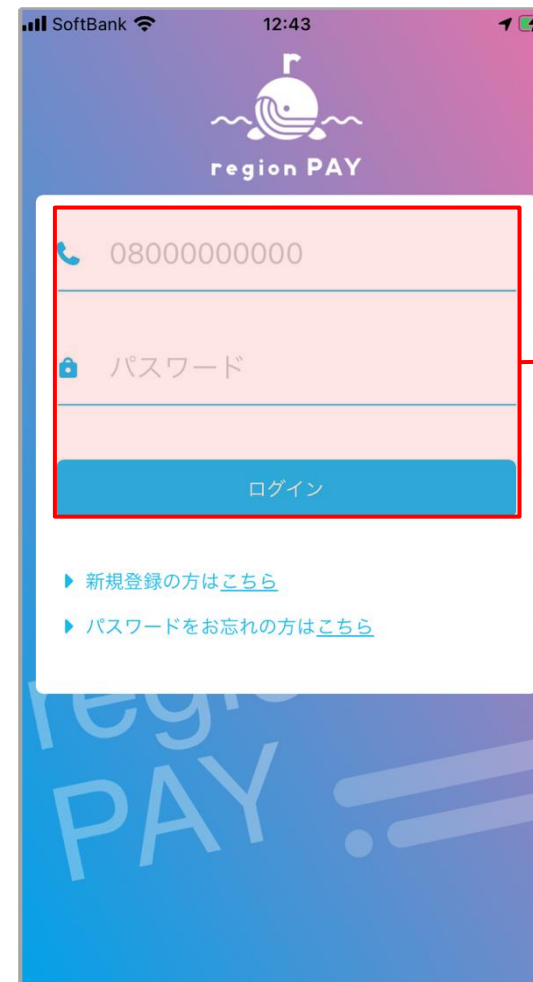 SoftBank 12:43
r
region PAY
08000000000
パスワード
ログイン
新規登録の方はこちら
パスワードをお忘れの方はこちら
region
PAY